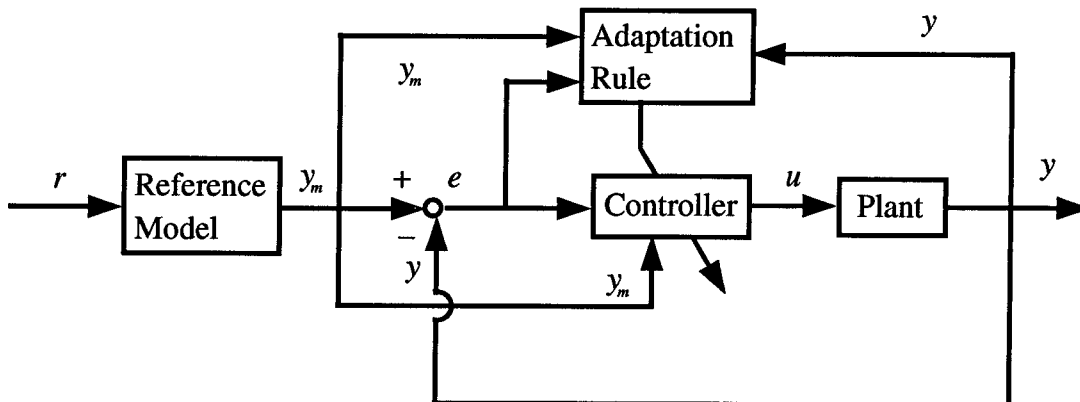 Adaptation
Rule
y
y_m
r
Reference
Model
y_m
+
e
Controller
u
Plant
y
−
y
y_m